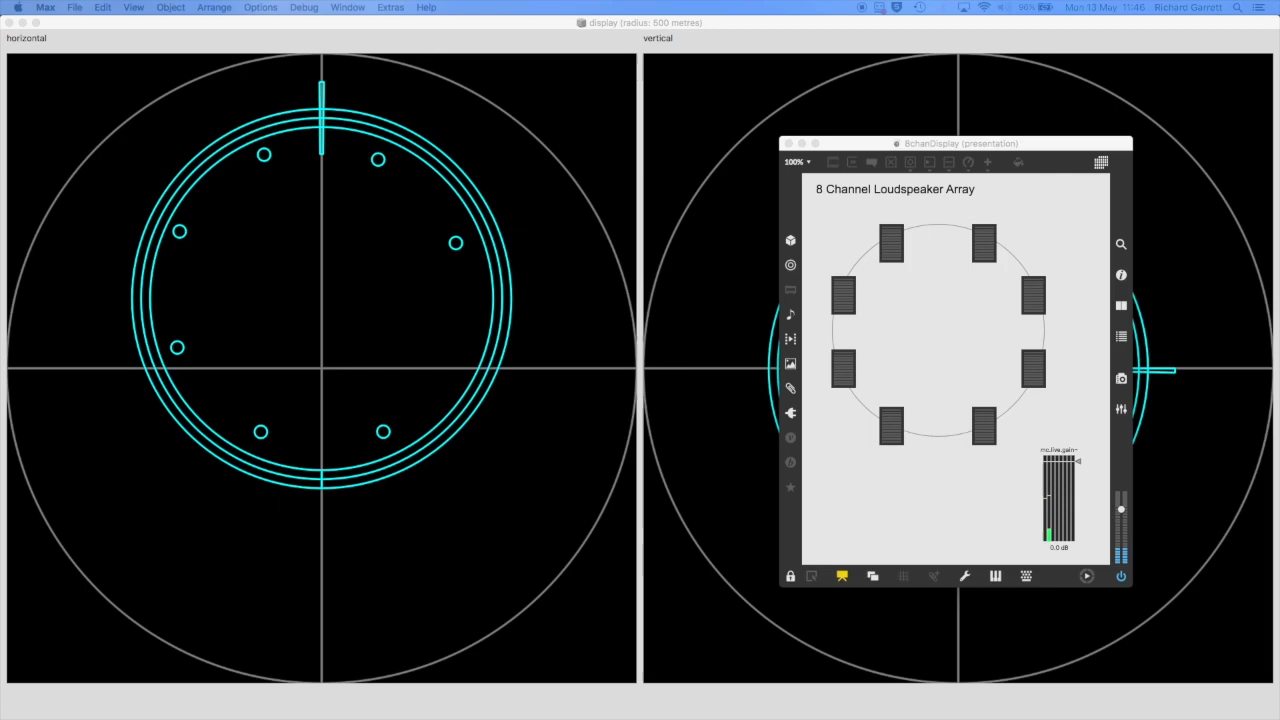 Max File Edit View Object Arrange Options Debug Window Extras Help
96% Mon 13 May 11:46 Richard Garrett
display (radius: 500 metres)
horizontal
vertical
8chanDisplay (presentation)
100%
8 Channel Loudspeaker Array
mc.live.gain~
0.0 dB